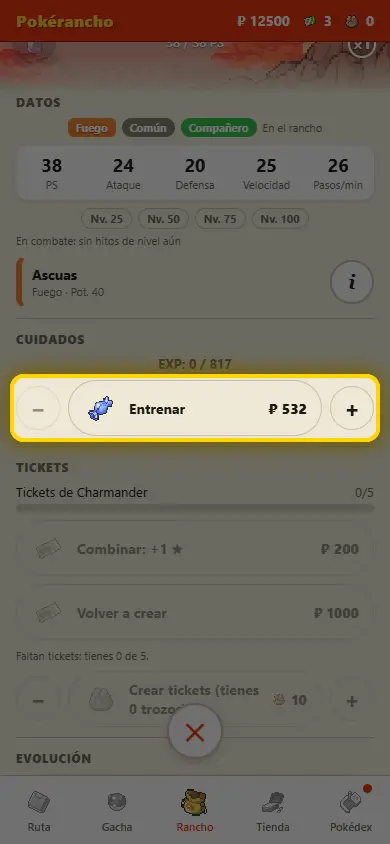 Pokérancho ₽ 12500 3 0
38 / 38 PS ×1
DATOS
Fuego Común Compañero En el rancho
38 24 20 25 26
PS Ataque Defensa Velocidad Pasos/min
Nv. 25 Nv. 50 Nv. 75 Nv. 100
En combate: sin hitos de nivel aún
Ascuas
Fuego · Pot. 40
i
CUIDADOS
EXP: 0 / 817
− Entrenar ₽ 532 +
TICKETS
Tickets de Charmander 0/5
Combinar: +1 ★ ₽ 200
Volver a crear ₽ 1000
Faltan tickets: tienes 0 de 5.
− Crear tickets (tienes 10 +
0
EVOLUCIÓN
Ruta Gacha Rancho Tienda Pokédex